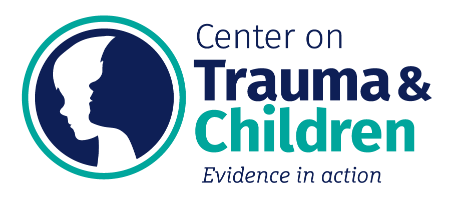 Center on
Trauma &
Children
Evidence in action